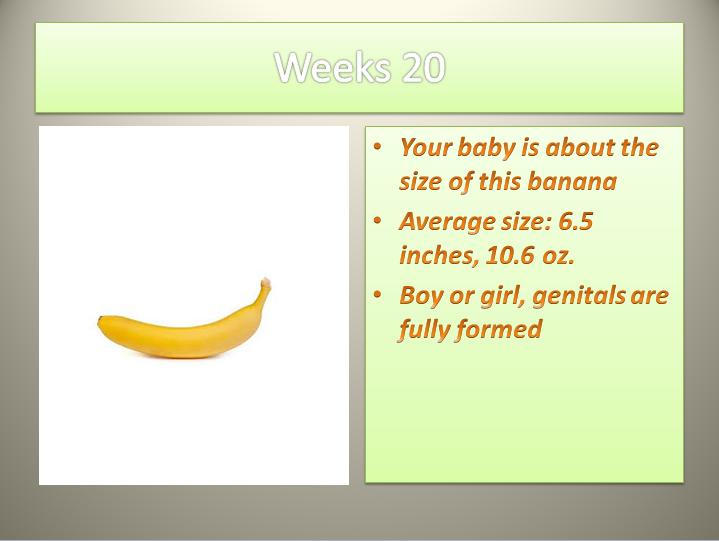 Weeks 20
• Your baby is about the
size of this banana
• Average size: 6.5
inches, 10.6 oz.
• Boy or girl, genitals are
fully formed